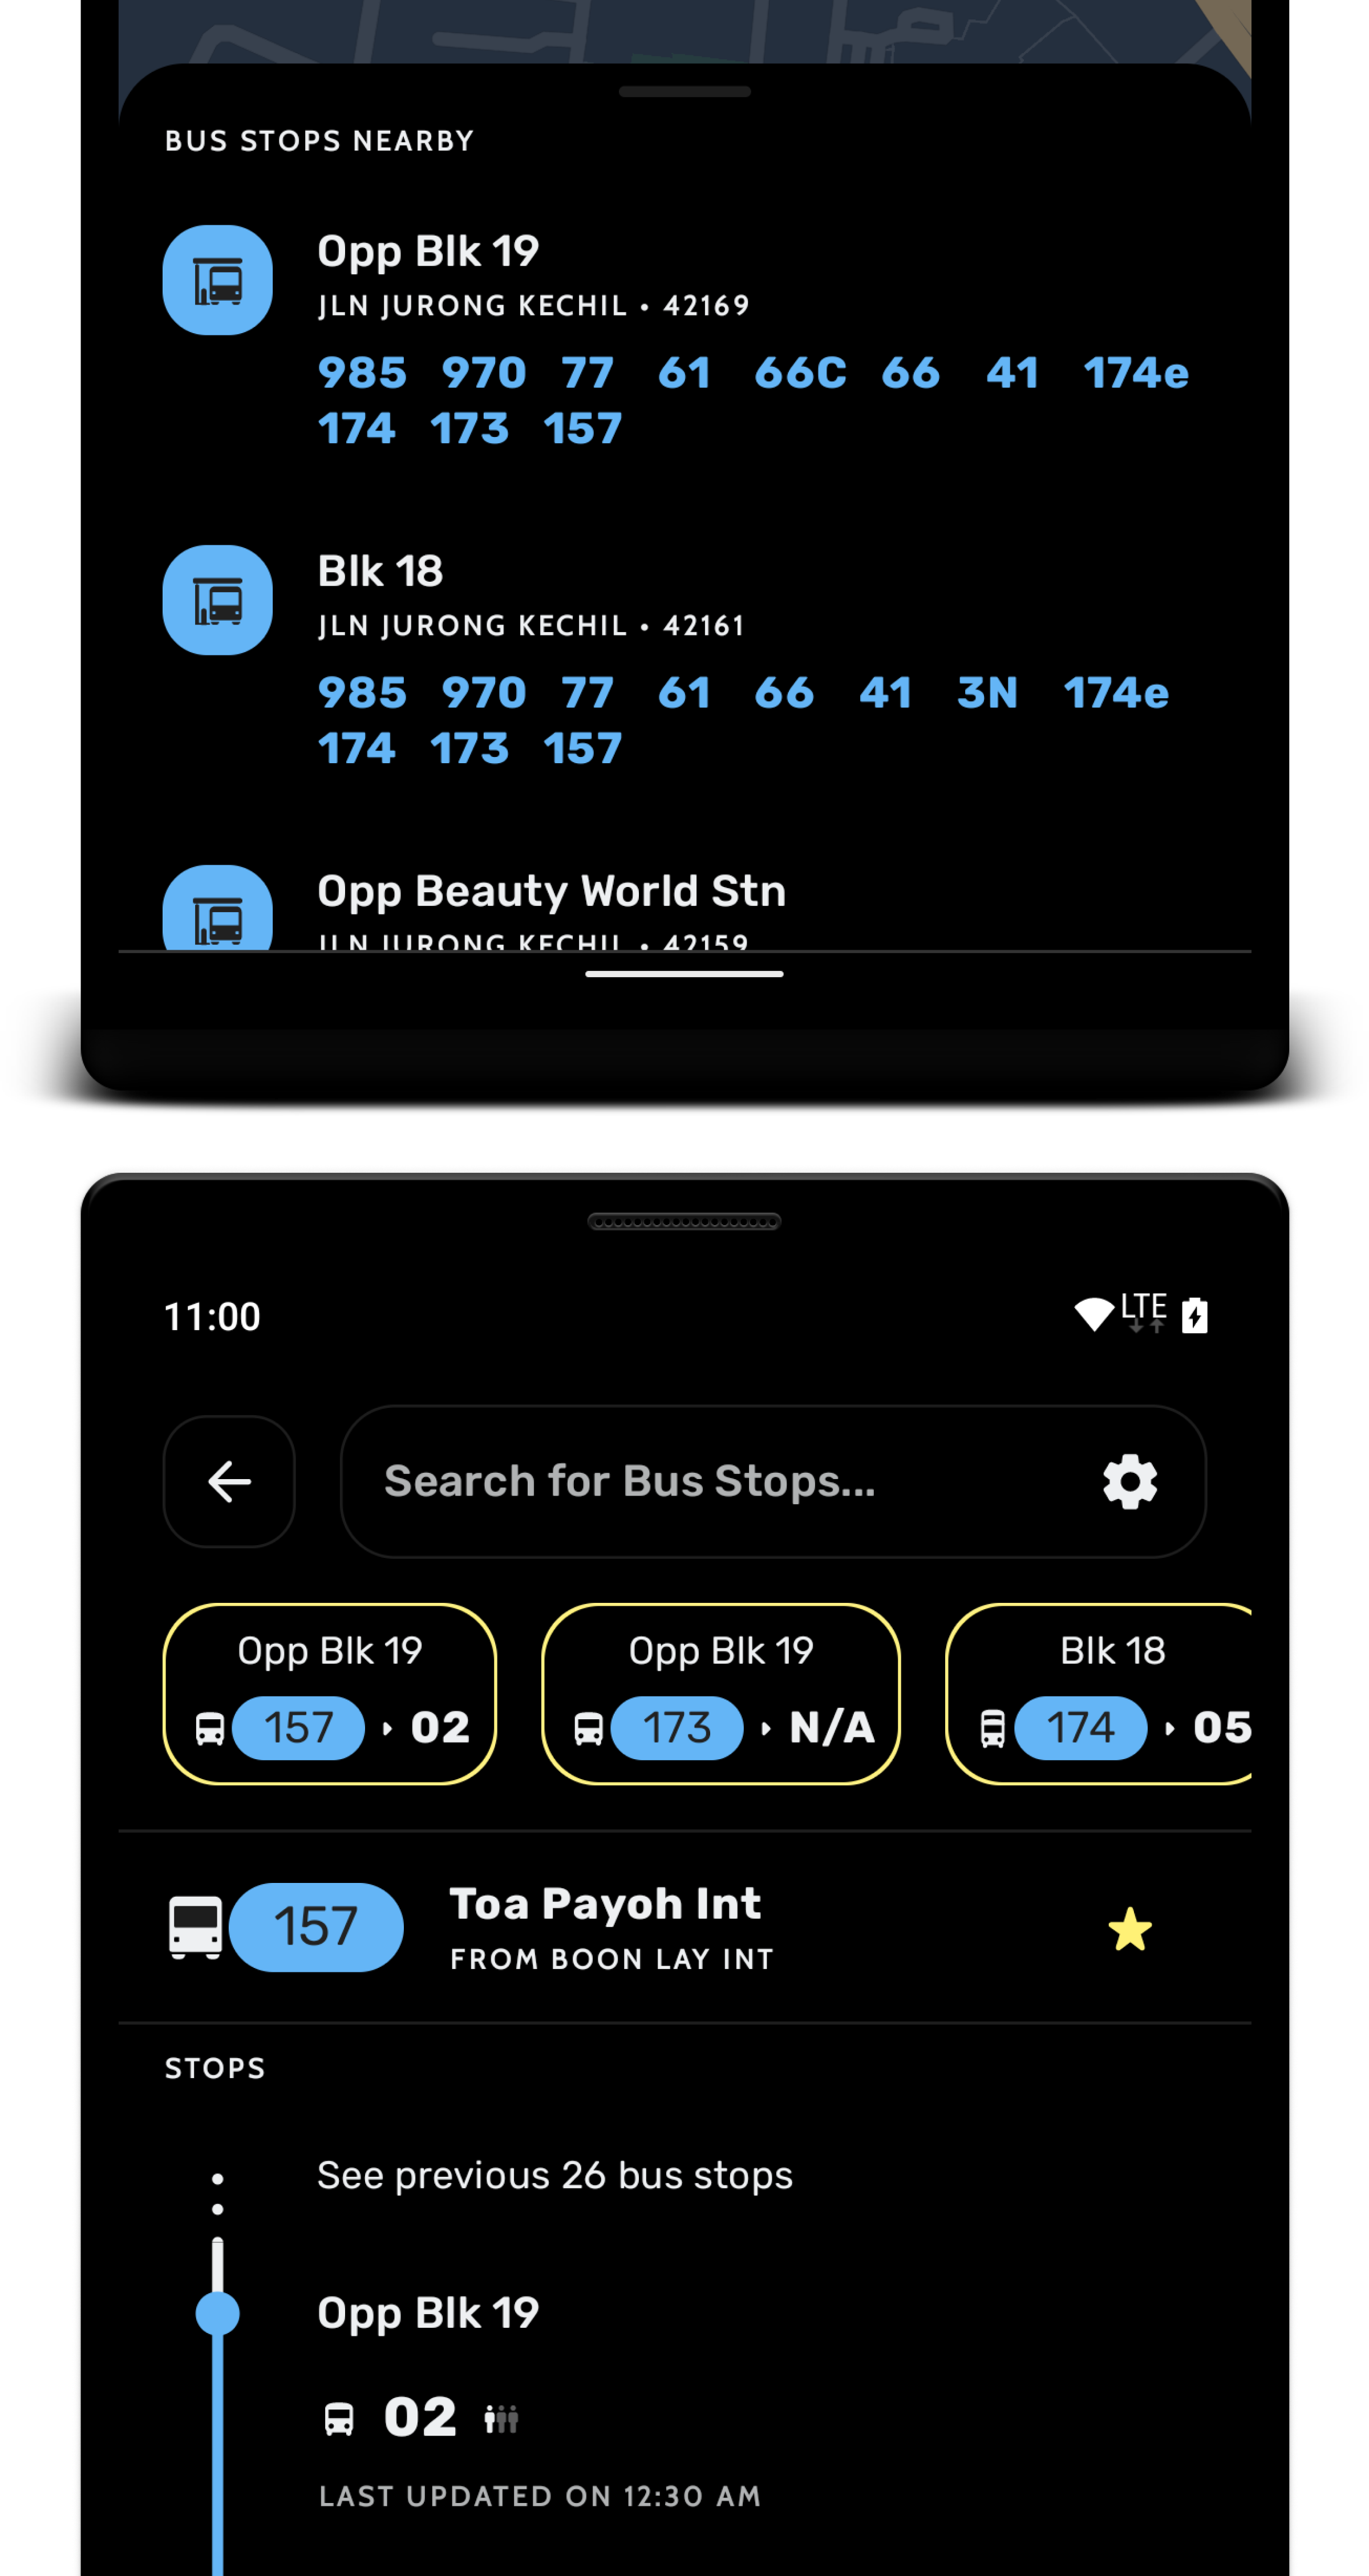 BUS STOPS NEARBY
Opp Blk 19
JLN JURONG KECHIL • 42169
985 970 77 61 66C 66 41 174e
174 173 157
Blk 18
JLN JURONG KECHIL • 42161
985 970 77 61 66 41 3N 174e
174 173 157
Opp Beauty World Stn
JLN JURONG KECHIL • 42159
11:00
LTE
Search for Bus Stops...
Opp Blk 19
157 ▸ 02
Opp Blk 19
173 ▸ N/A
Blk 18
174 ▸ 05
157
Toa Payoh Int
FROM BOON LAY INT
STOPS
See previous 26 bus stops
Opp Blk 19
02
LAST UPDATED ON 12:30 AM